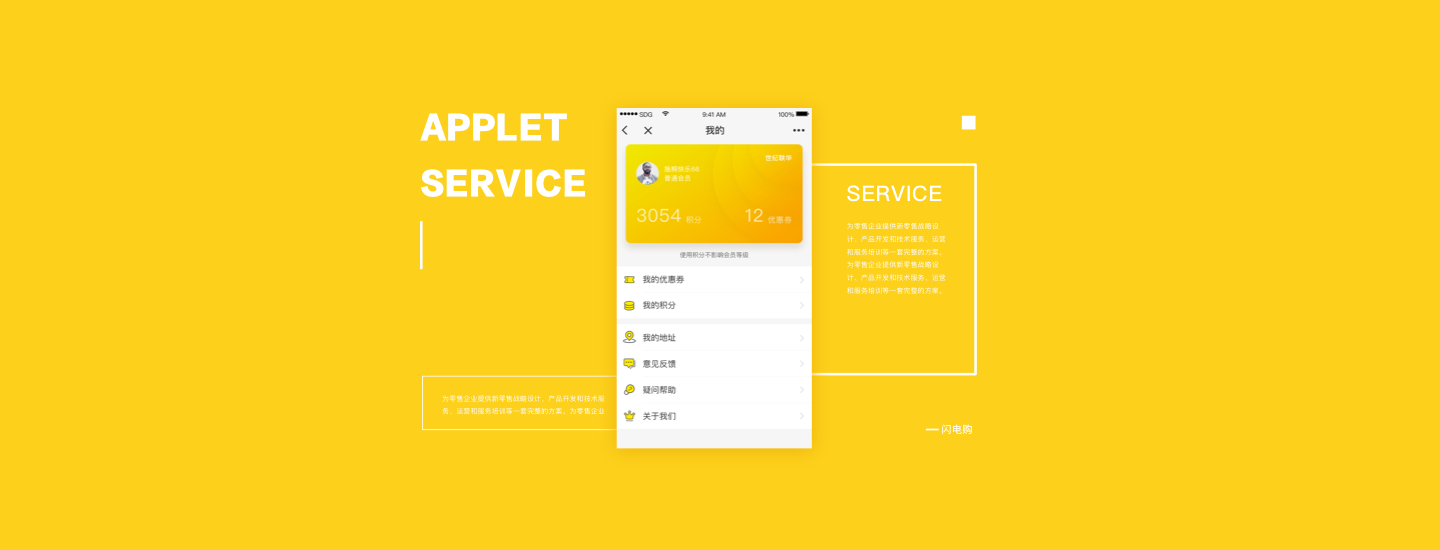 APPLET
SERVICE
SDG
9:41 AM
100%
我的
世纪联华
普通会员
3054 积分
12 优惠券
使用积分不影响会员等级
我的优惠券
我的积分
我的地址
意见反馈
疑问帮助
关于我们
SERVICE
为零售企业提供新零售战略设
计、产品开发和技术服务、运营
和服务培训等一套完整的方案。
为零售企业提供新零售战略设
计、产品开发和技术服务、运营
和服务培训等一套完整的方案。
为零售企业提供新零售战略设计、产品开发和技术服
务、运营和服务培训等一套完整的方案。为零售企业
闪电购